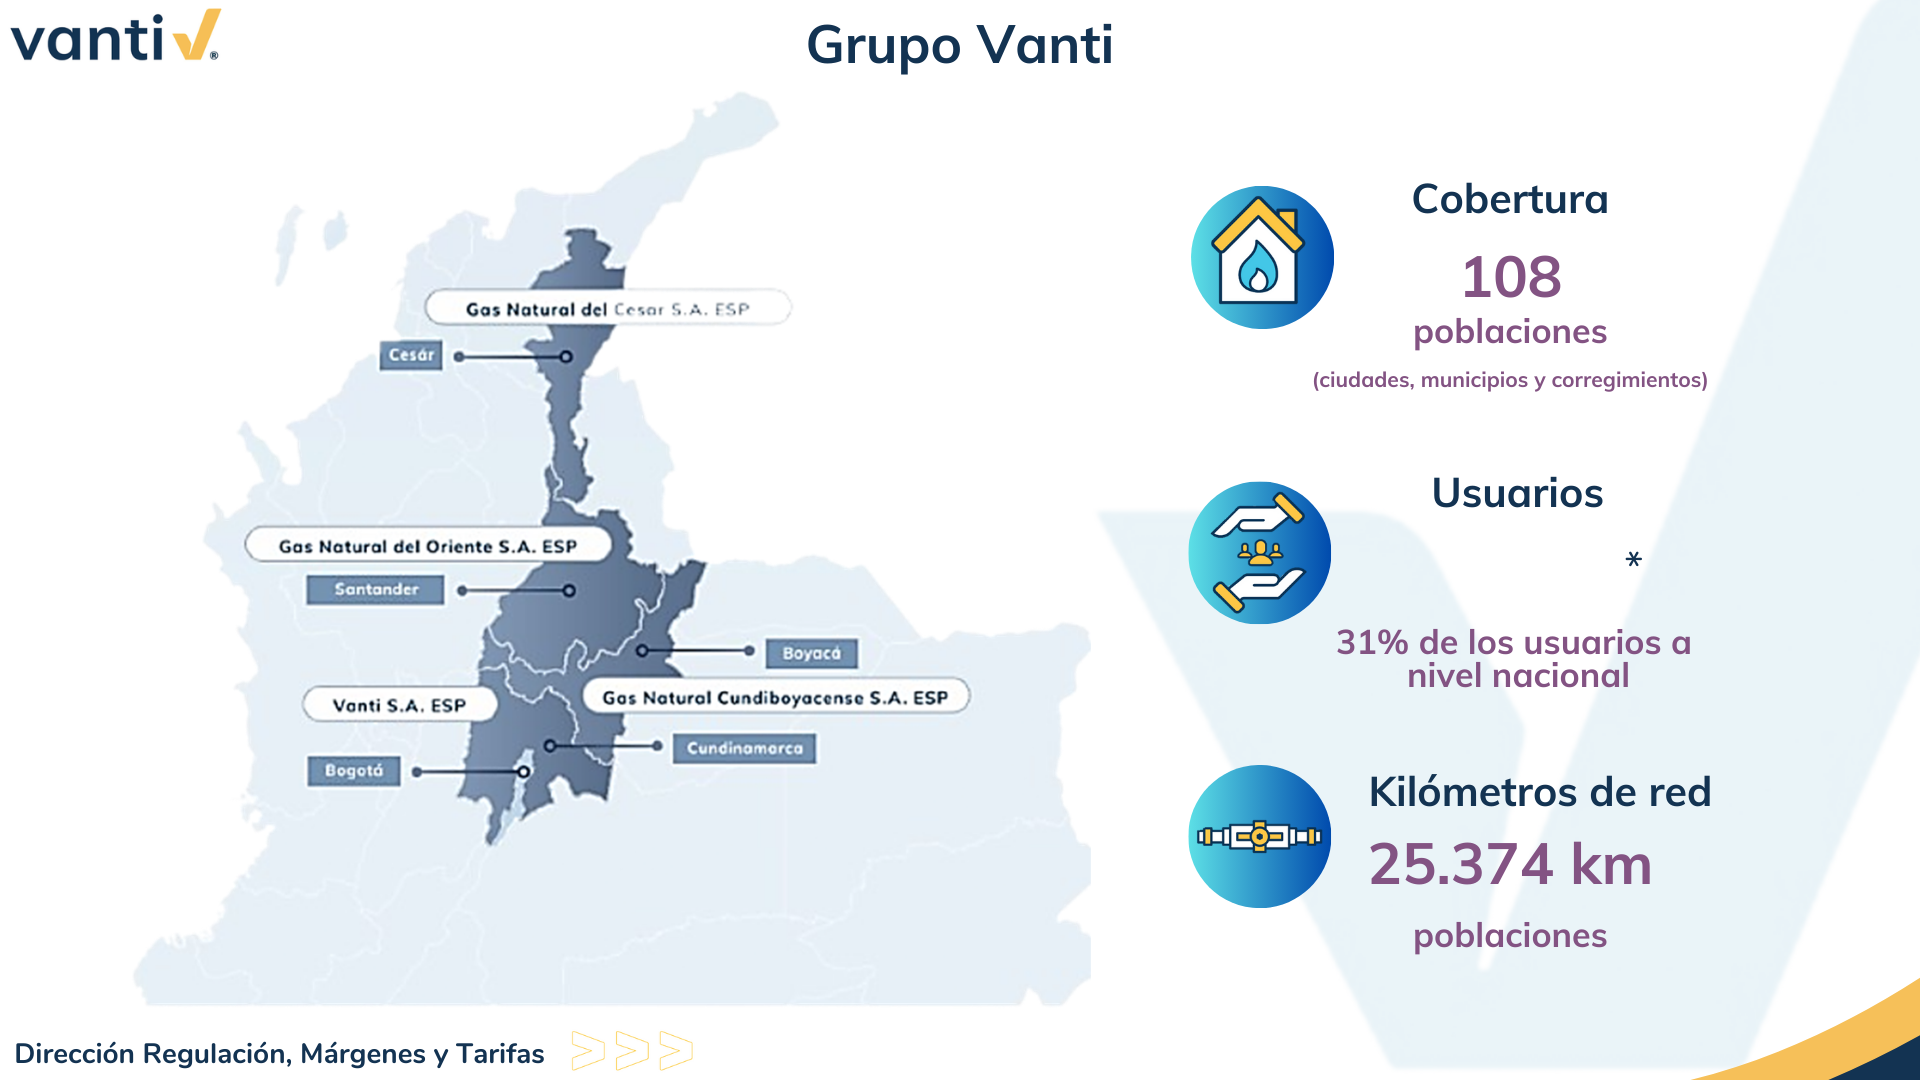 vanti
Grupo Vanti
Gas Natural del Cesar S.A. ESP
Cesár
Gas Natural del Oriente S.A. ESP
Santander
Boyacá
Gas Natural Cundiboyacense S.A. ESP
Vanti S.A. ESP
Cundinamarca
Bogotá
Cobertura
108
poblaciones
(ciudades, municipios y corregimientos)
Usuarios
*
31% de los usuarios a
nivel nacional
Kilómetros de red
25.374 km
poblaciones
Dirección Regulación, Márgenes y Tarifas